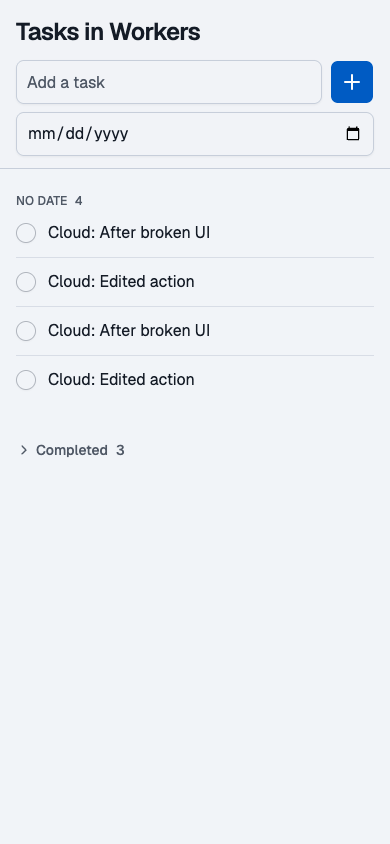 Tasks in Workers
Add a task
mm/dd/yyyy
NO DATE 4
Cloud: After broken UI
Cloud: Edited action
Cloud: After broken UI
Cloud: Edited action
Completed 3